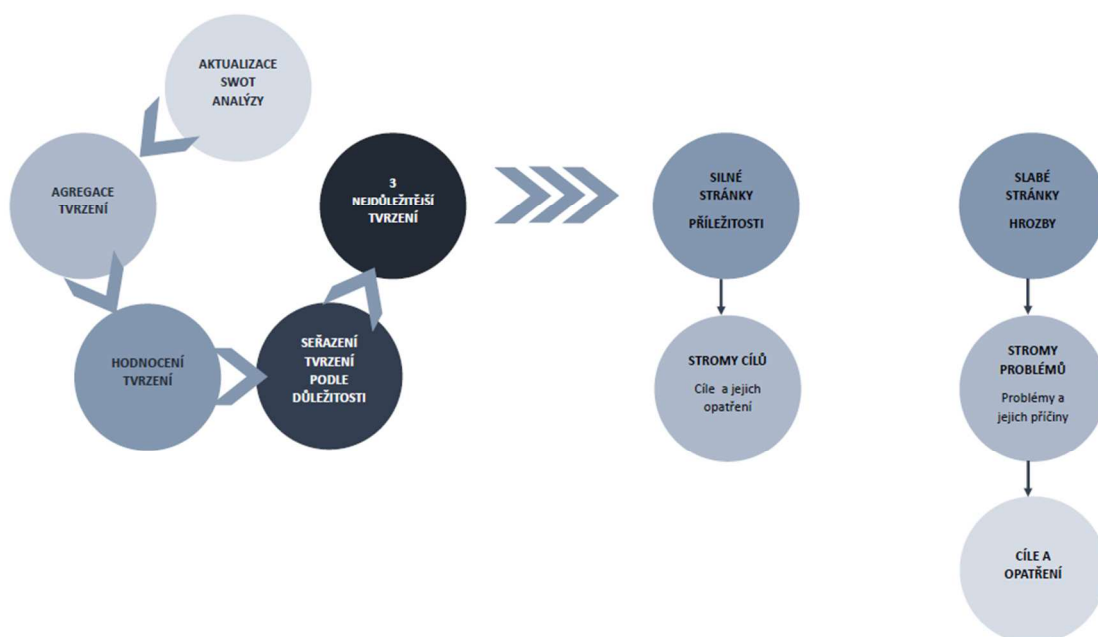 AKTUALIZACE
SWOT
ANALÝZY
AGREGACE
TVRZENÍ
HODNOCENÍ
TVRZENÍ
SEŘAZENÍ
TVRZENÍ
PODLE
DŮLEŽITOSTI
3
NEJDŮLEŽITĚJŠÍ
TVRZENÍ
SILNÉ
STRÁNKY
PŘÍLEŽITOSTI
STROMY CÍLŮ
Cíle a jejich
opatření
SLABÉ
STRÁNKY
HROZBY
STROMY
PROBLÉMŮ
Problémy a
jejich příčiny
CÍLE A
OPATŘENÍ